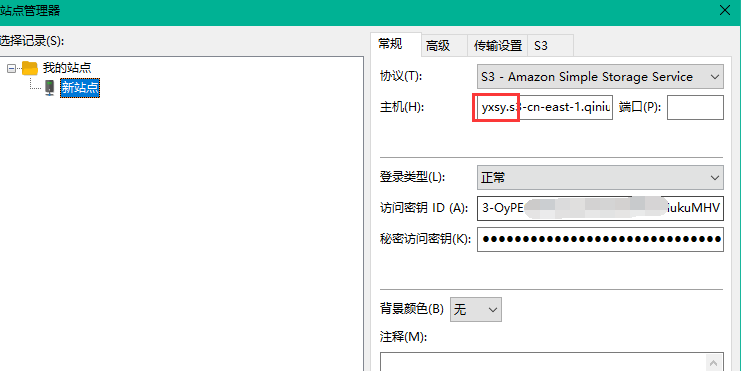 站点管理器
选择记录(S):
我的站点
新站点
常规 高级 传输设置 S3
协议(T): S3 - Amazon Simple Storage Service
主机(H): yxsy.s3-cn-east-1.qiniu 端口(P):
登录类型(L): 正常
访问密钥 ID (A): 3-OyPE iukuMHV
秘密访问密钥(K): ●●●●●●●●●●●●●●●●●●●●●●●●●●●●●●
背景颜色(B) 无
注释(M):